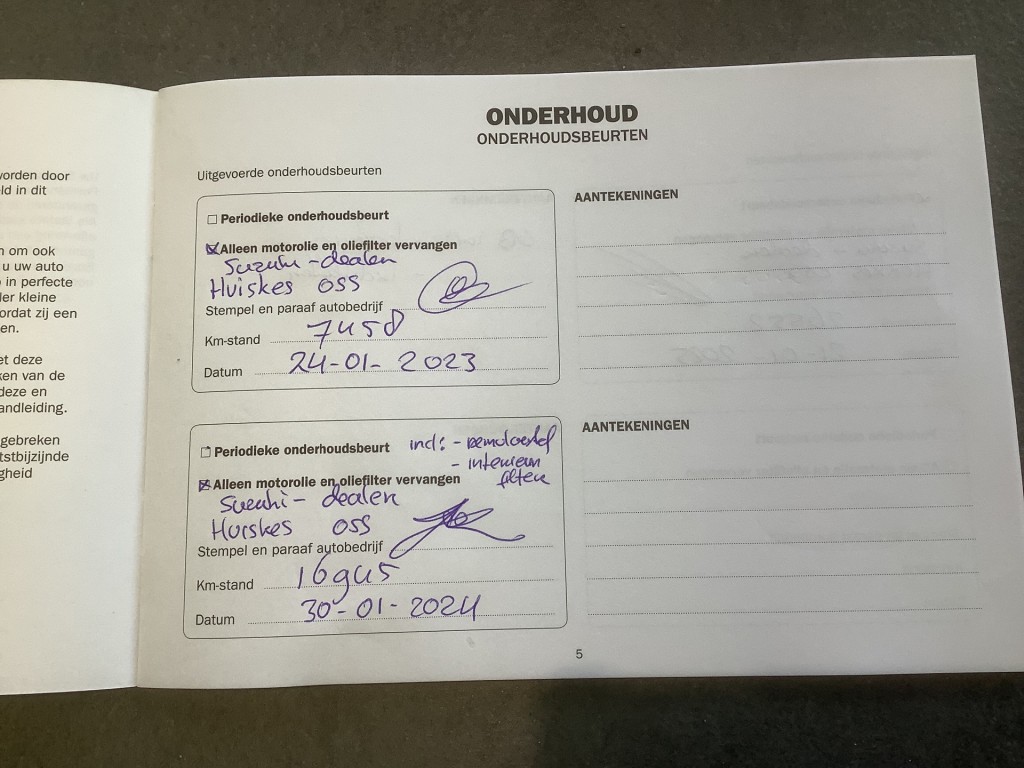 orden door
ld in dit
n om ook
u uw auto
in perfecte
ler kleine
ordat zij een
en.
et deze
ken van de
deze en
andleiding.
gebreken
tstbijzijnde
gheid
ONDERHOUD
ONDERHOUDSBEURTEN
Uitgevoerde onderhoudsbeurten
Periodieke onderhoudsbeurt
Alleen motorolie en oliefilter vervangen
Suzuki-dealer
Huiskes OSS
Stempel en paraaf autobedrijf
Km-stand 7458
Datum 24-01-2023
AANTEKENINGEN
Periodieke onderhoudsbeurt incl: - remvloeistof
- interieur
Alleen motorolie en oliefilter vervangen filter
Suzuki-dealer
Huiskes OSS
Stempel en paraaf autobedrijf
Km-stand 16945
Datum 30-01-2024
AANTEKENINGEN
5